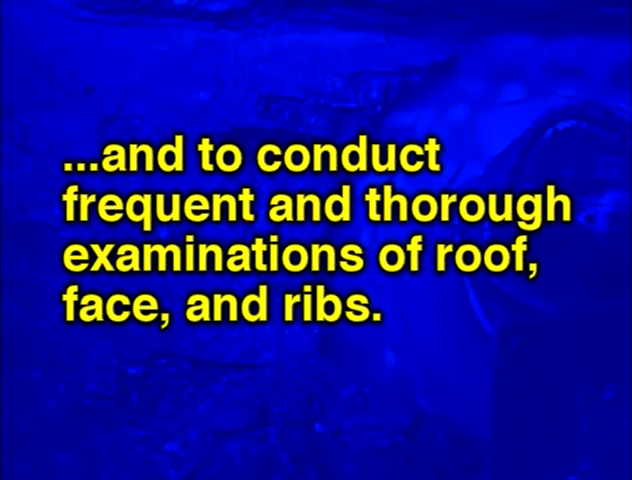 ...and to conduct
frequent and thorough
examinations of roof,
face, and ribs.